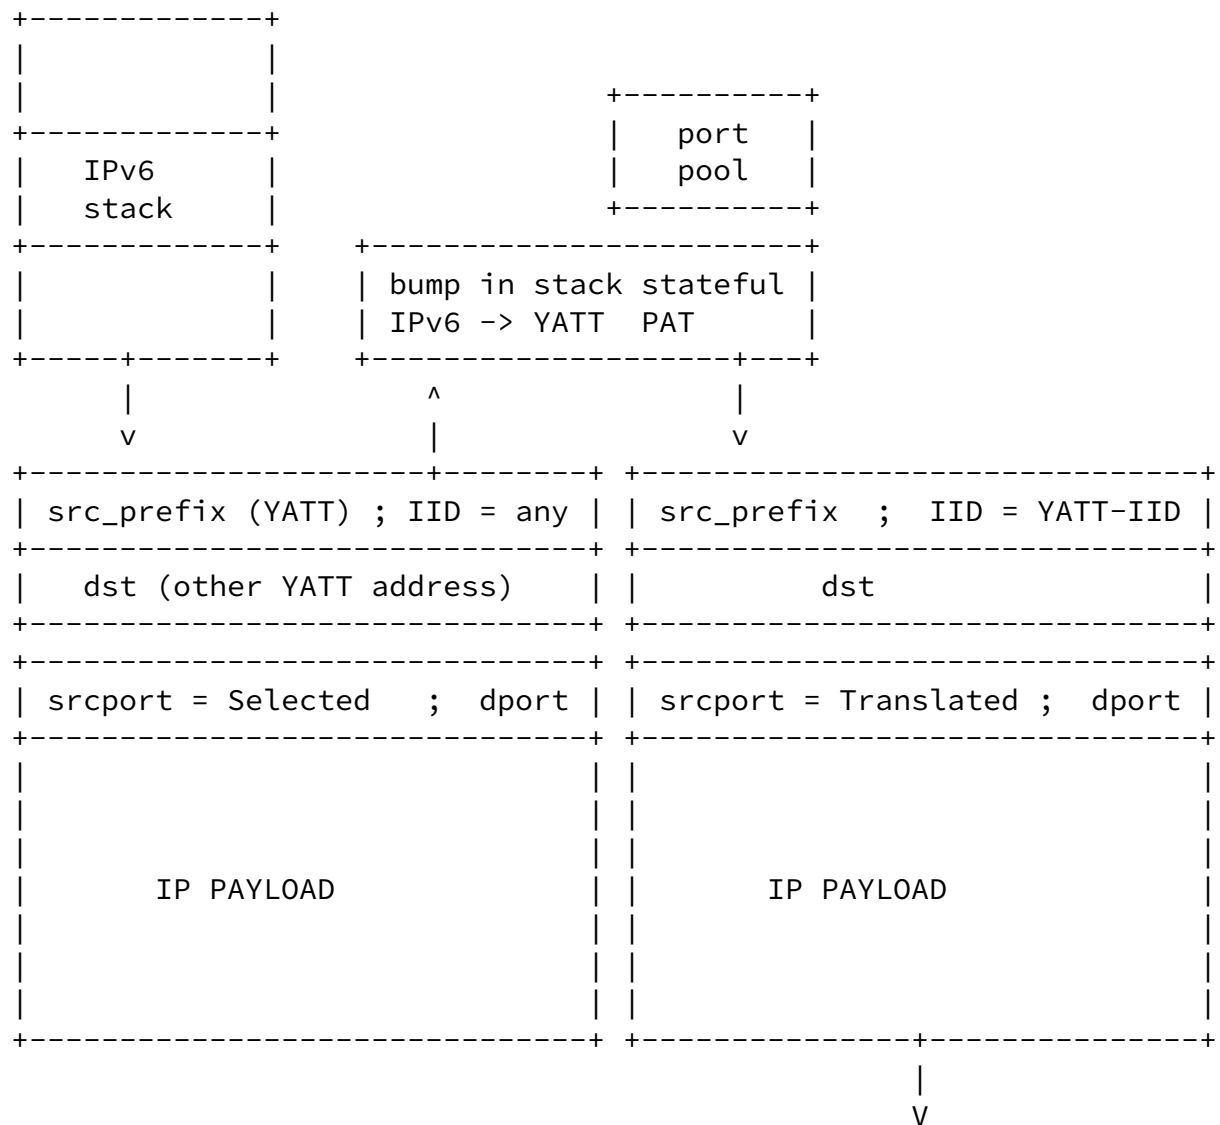 port
IPv6 pool
stack
bump in stack stateful
IPv6 -> YATT PAT
src_prefix (YATT) ; IID = any src_prefix ; IID = YATT-IID
dst (other YATT address) dst
srcport = Selected ; dport srcport = Translated ; dport
IP PAYLOAD IP PAYLOAD